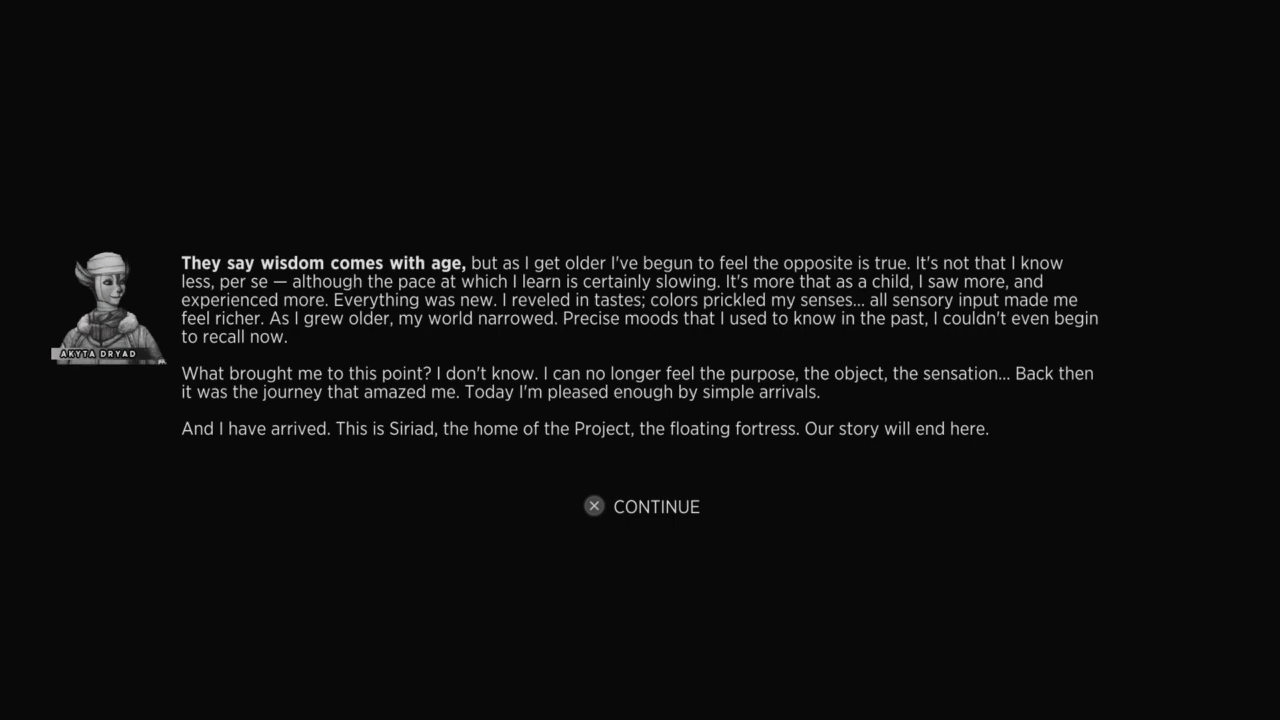 They say wisdom comes with age, but as I get older I've begun to feel the opposite is true. It's not that I know
less, per se — although the pace at which I learn is certainly slowing. It's more that as a child, I saw more, and
experienced more. Everything was new. I reveled in tastes; colors prickled my senses... all sensory input made me
feel richer. As I grew older, my world narrowed. Precise moods that I used to know in the past, I couldn't even begin
to recall now.
AKYTA DRYAD
What brought me to this point? I don't know. I can no longer feel the purpose, the object, the sensation... Back then
it was the journey that amazed me. Today I'm pleased enough by simple arrivals.
And I have arrived. This is Siriad, the home of the Project, the floating fortress. Our story will end here.
CONTINUE